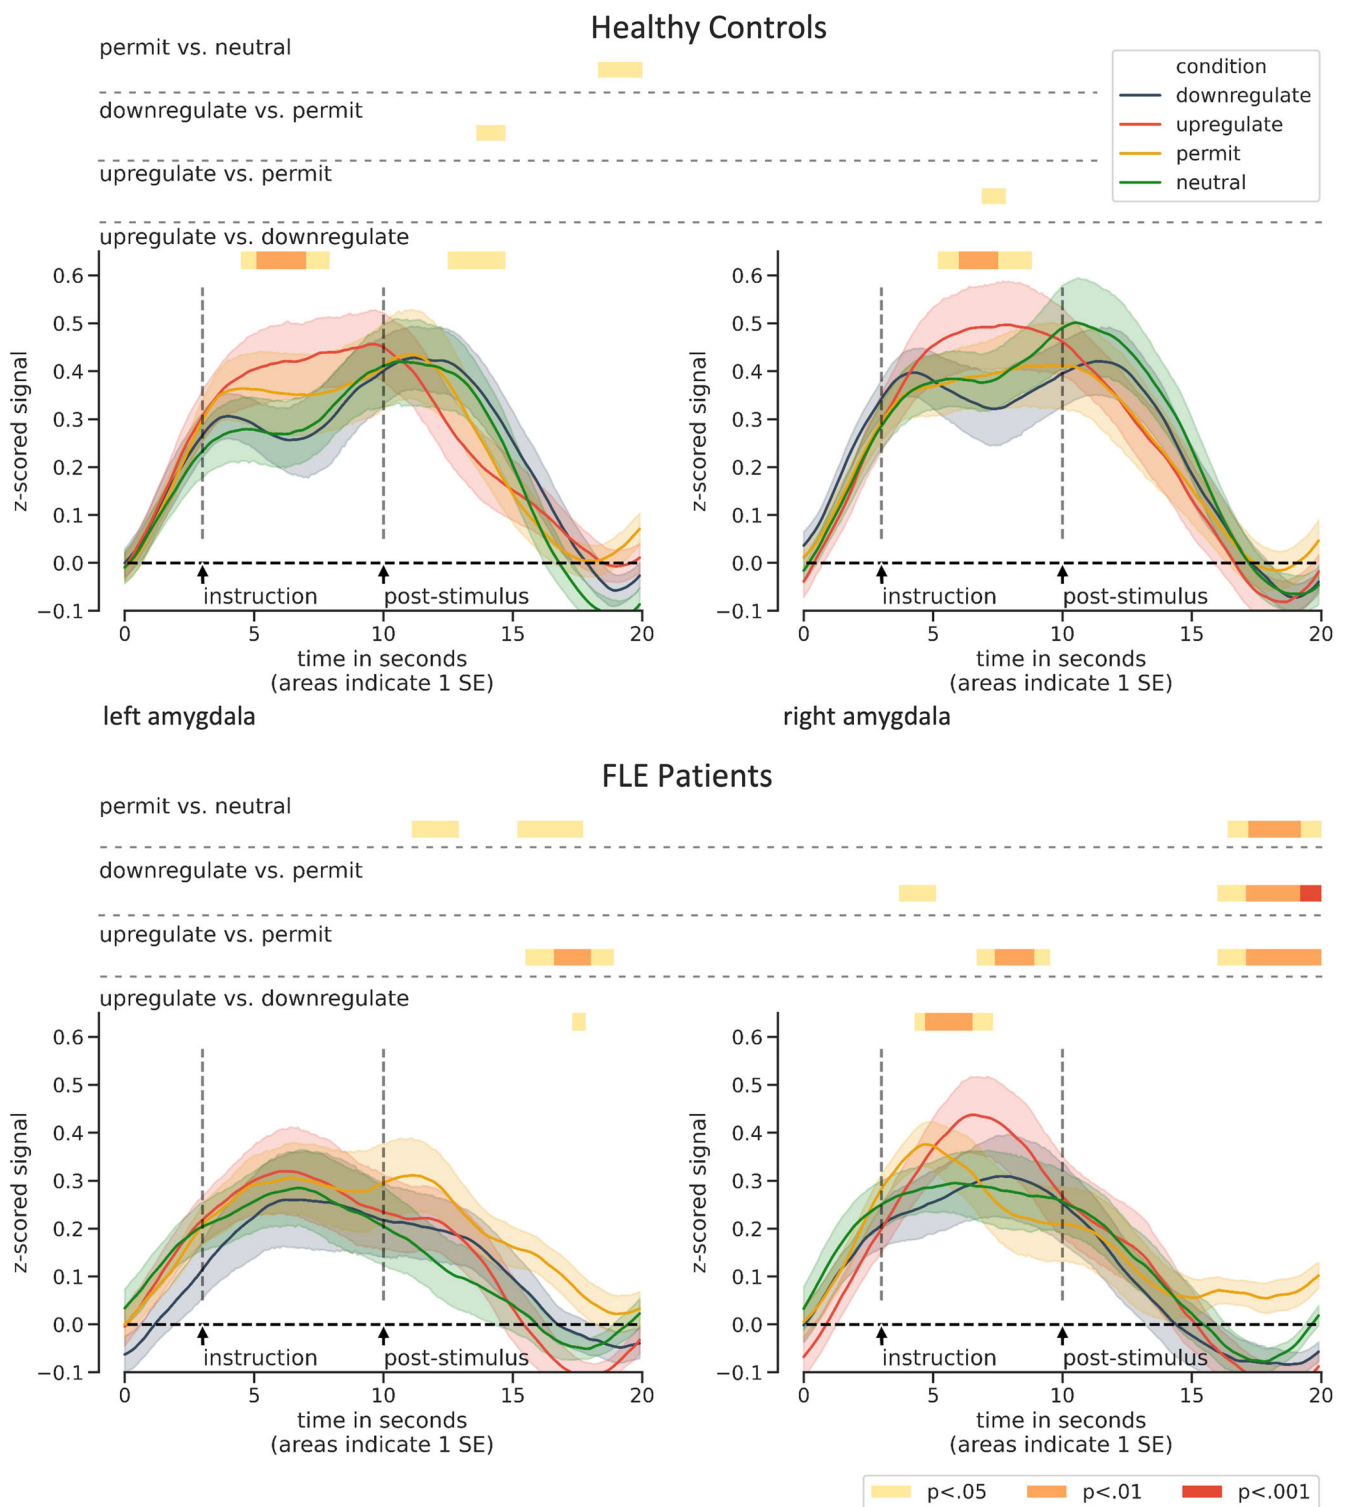 Healthy Controls
permit vs. neutral
downregulate vs. permit
upregulate vs. permit
upregulate vs. downregulate
condition
downregulate
upregulate
permit
neutral
z-scored signal
0.6
0.5
0.4
0.3
0.2
0.1
0.0
−0.1
instruction
post-stimulus
0 5 10 15 20
time in seconds
(areas indicate 1 SE)
left amygdala
z-scored signal
0.6
0.5
0.4
0.3
0.2
0.1
0.0
−0.1
instruction
post-stimulus
0 5 10 15 20
time in seconds
(areas indicate 1 SE)
right amygdala
FLE Patients
permit vs. neutral
downregulate vs. permit
upregulate vs. permit
upregulate vs. downregulate
z-scored signal
0.6
0.5
0.4
0.3
0.2
0.1
0.0
−0.1
instruction
post-stimulus
0 5 10 15 20
time in seconds
(areas indicate 1 SE)
z-scored signal
0.6
0.5
0.4
0.3
0.2
0.1
0.0
−0.1
instruction
post-stimulus
0 5 10 15 20
time in seconds
(areas indicate 1 SE)
p<.05 p<.01 p<.001